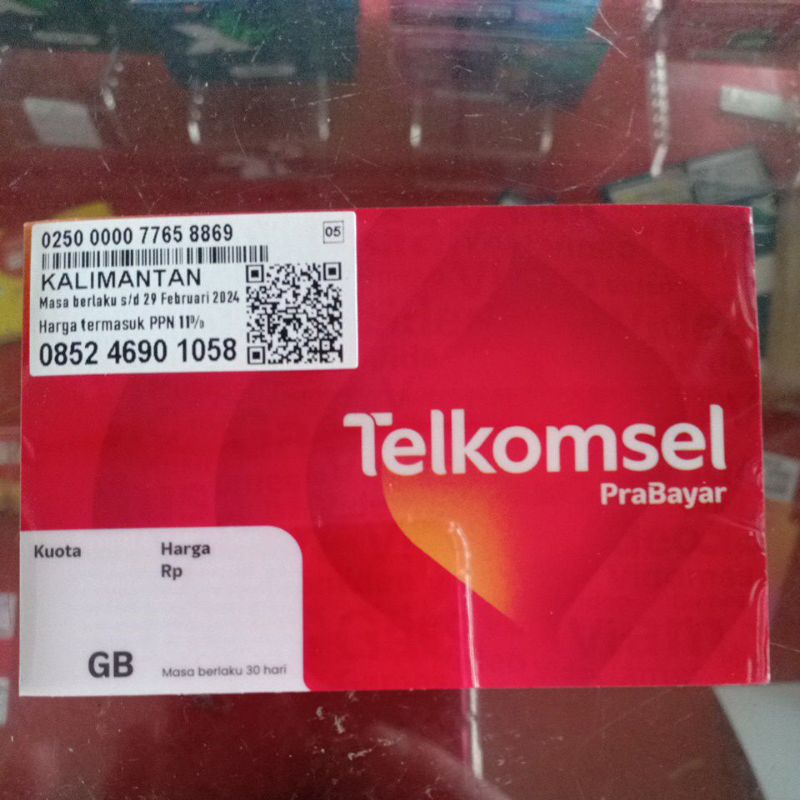 0250 0000 7765 8869
05
KALIMANTAN
Masa berlaku s/d 29 Februari 2024
Harga termasuk PPN 11%
0852 4690 1058
Telkomsel
PraBayar
Kuota
Harga
Rp
GB
Masa berlaku 30 hari